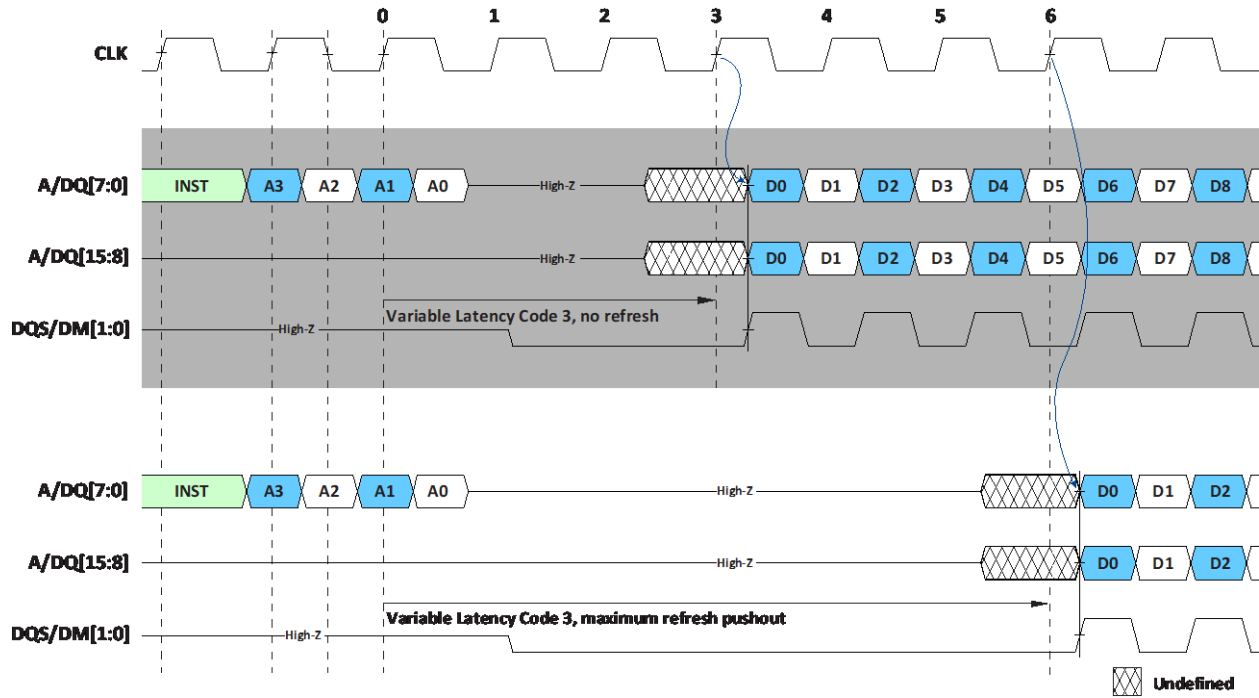 0 1 2 3 4 5 6
CLK
A/DQ[7:0] INST A3 A2 A1 A0 High-Z D0 D1 D2 D3 D4 D5 D6 D7 D8
A/DQ[15:8] High-Z D0 D1 D2 D3 D4 D5 D6 D7 D8
Variable Latency Code 3, no refresh
DQS/DM[1:0] High-Z
A/DQ[7:0] INST A3 A2 A1 A0 High-Z D0 D1 D2
A/DQ[15:8] High-Z D0 D1 D2
Variable Latency Code 3, maximum refresh pushout
DQS/DM[1:0] High-Z
Undefined